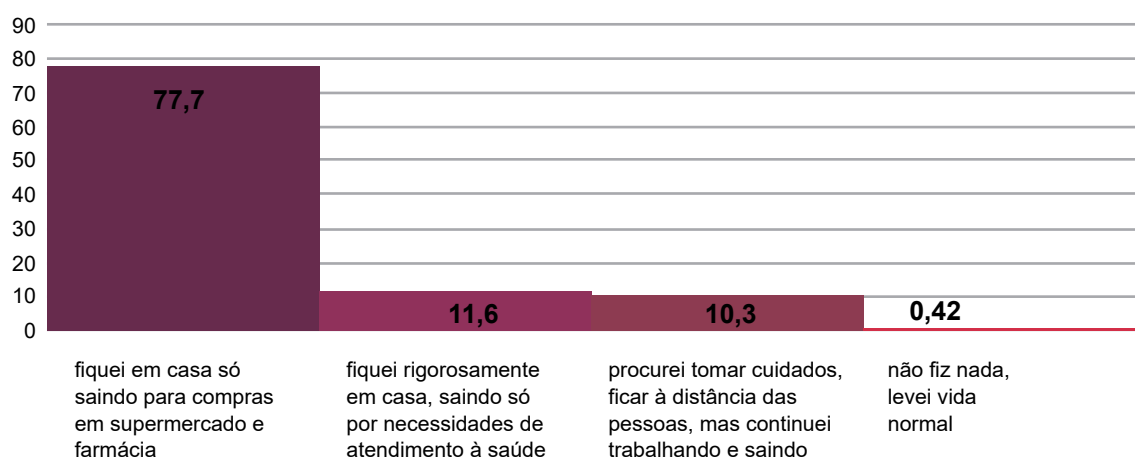 90
80
70
60
50
40
30
20
10
0
77,7
11,6
10,3
0,42
fiquei em casa só
saindo para compras
em supermercado e
farmácia
fiquei rigorosamente
em casa, saindo só
por necessidades de
atendimento à saúde
procurei tomar cuidados,
ficar à distância das
pessoas, mas continuei
trabalhando e saindo
não fiz nada,
levei vida
normal